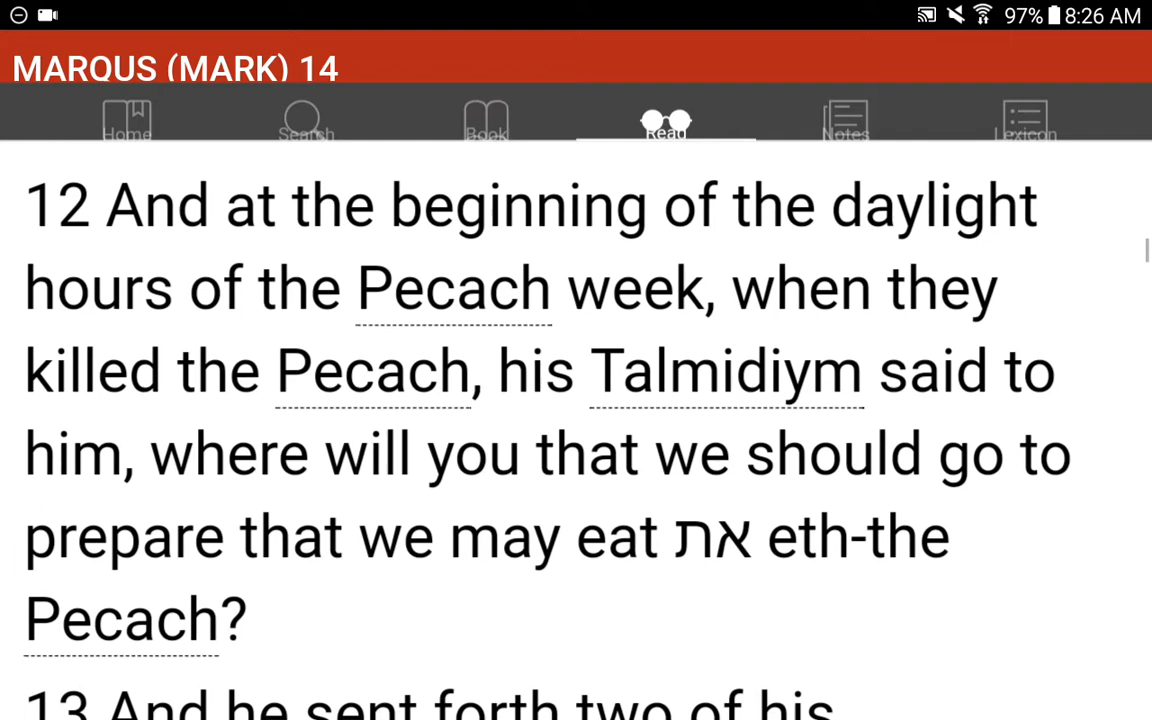 97% 8:26 AM
MARQUS (MARK) 14
Home Search Book Read Notes Lexicon
12 And at the beginning of the daylight
hours of the Pecach week, when they
killed the Pecach, his Talmidiym said to
him, where will you that we should go to
prepare that we may eat את eth-the
Pecach?
13 And he sent forth two of his